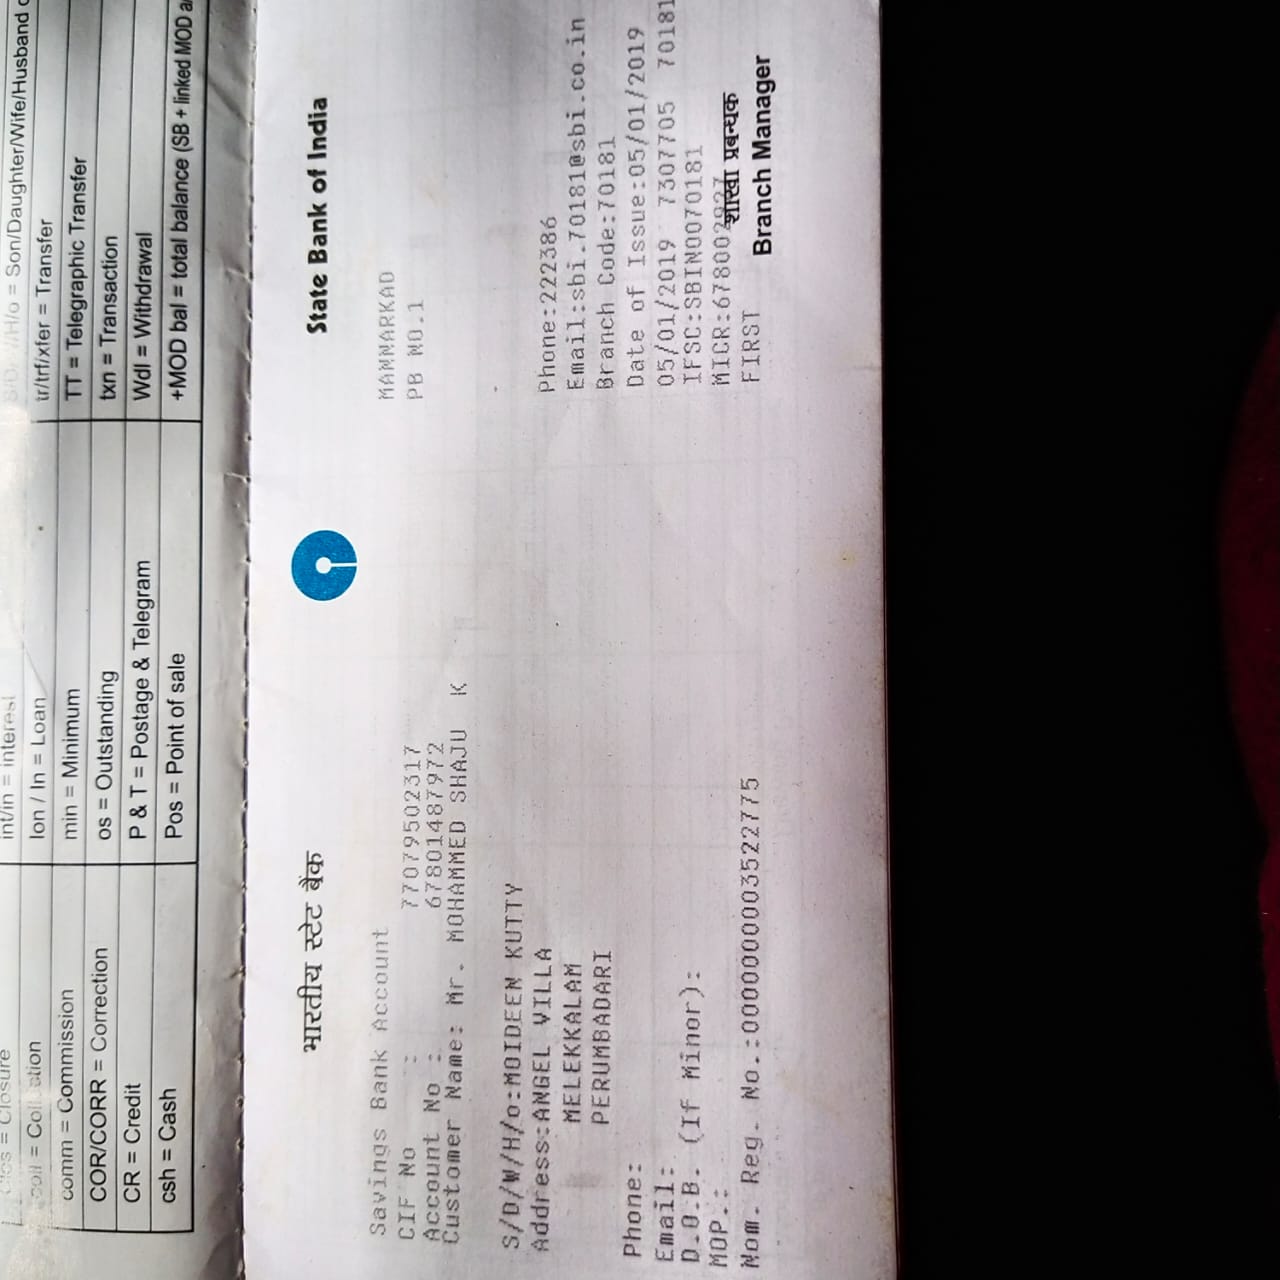 = Closure
= Collection
comm = Commission
COR/CORR = Correction
CR = Credit
csh = Cash
int/in = interest
lon / ln = Loan
min = Minimum
os = Outstanding
P & T = Postage & Telegram
Pos = Point of sale
/H/o = Son/Daughter/Wife/Husband
tr/trf/xfer = Transfer
TT = Telegraphic Transfer
txn = Transaction
Wdl = Withdrawal
+MOD bal = total balance (SB + linked MOD
भारतीय स्टेट बैंक
State Bank of India
Savings Bank Account
CIF No : 77079502317
Account No : 67801487972
Customer Name: Mr. MOHAMMED SHAJU K
S/D/W/H/o:MOIDEEN KUTTY
Address:ANGEL VILLA
MELEKKALAM
PERUMBADARI
Phone:
Email:
D.O.B. (If Minor):
MOP.:
Nom. Reg. No.:0000000003522775
MANNARKAD
PB NO.1
Phone:222386
Email:sbi.70181@sbi.co.in
Branch Code:70181
Date of Issue:05/01/2019
05/01/2019 7307705 70181
IFSC:SBIN0070181
MICR:678002927
FIRST
शाखा प्रबन्धक
Branch Manager